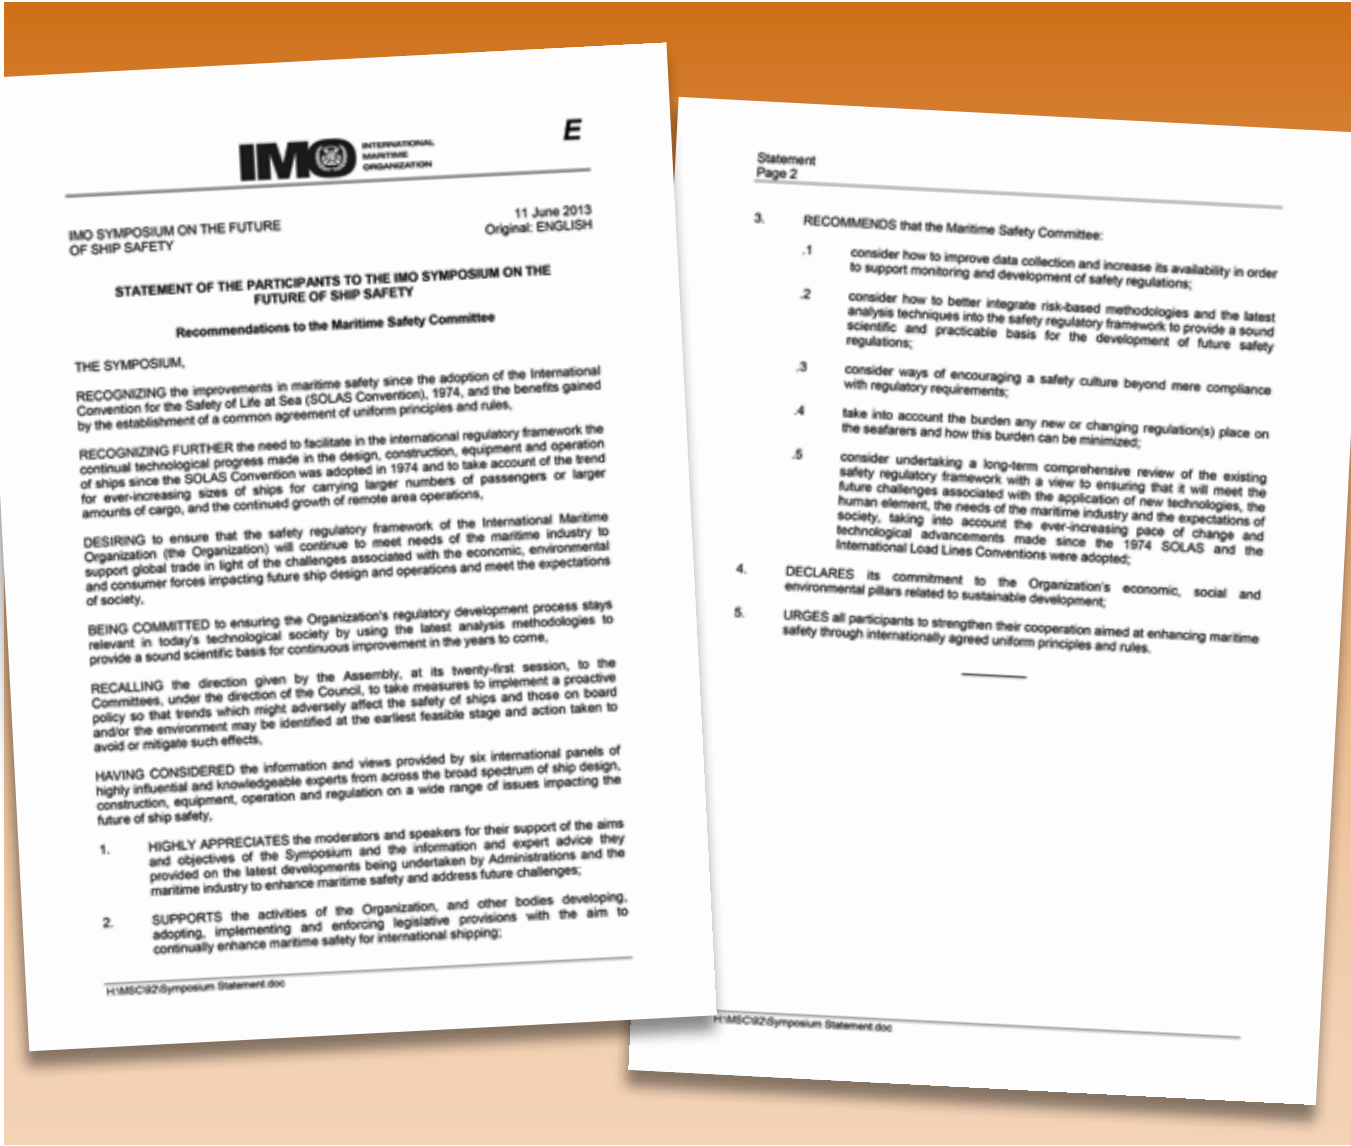 IMO INTERNATIONAL
MARITIME
ORGANIZATION
E
IMO SYMPOSIUM ON THE FUTURE
OF SHIP SAFETY
11 June 2013
Original: ENGLISH
STATEMENT OF THE PARTICIPANTS TO THE IMO SYMPOSIUM ON THE
FUTURE OF SHIP SAFETY
Recommendations to the Maritime Safety Committee
THE SYMPOSIUM,
RECOGNIZING the improvements in maritime safety since the adoption of the International
Convention for the Safety of Life at Sea (SOLAS Convention), 1974, and the benefits gained
by the establishment of a common agreement of uniform principles and rules,
RECOGNIZING FURTHER the need to facilitate in the international regulatory framework the
continual technological progress made in the design, construction, equipment and operation
of ships since the SOLAS Convention was adopted in 1974 and to take account of the trend
for ever-increasing sizes of ships for carrying larger numbers of passengers or larger
amounts of cargo, and the continued growth of remote area operations,
DESIRING to ensure that the safety regulatory framework of the International Maritime
Organization (the Organization) will continue to meet needs of the maritime industry to
support global trade in light of the challenges associated with the economic, environmental
and consumer forces impacting future ship design and operations and meet the expectations
of society,
BEING COMMITTED to ensuring the Organization's regulatory development process stays
relevant in today's technological society by using the latest analysis methodologies to
provide a sound scientific basis for continuous improvement in the years to come,
RECALLING the direction given by the Assembly, at its twenty-first session, to the
Committees, under the direction of the Council, to take measures to implement a proactive
policy so that trends which might adversely affect the safety of ships and those on board
and/or the environment may be identified at the earliest feasible stage and action taken to
avoid or mitigate such effects,
HAVING CONSIDERED the information and views provided by six international panels of
highly influential and knowledgeable experts from across the broad spectrum of ship design,
construction, equipment, operation and regulation on a wide range of issues impacting the
future of ship safety,
1. HIGHLY APPRECIATES the moderators and speakers for their support of the aims
and objectives of the Symposium and the information and expert advice they
provided on the latest developments being undertaken by Administrations and the
maritime industry to enhance maritime safety and address future challenges;
2. SUPPORTS the activities of the Organization, and other bodies developing,
adopting, implementing and enforcing legislative provisions with the aim to
continually enhance maritime safety for international shipping;
H:\MSC\92\Symposium Statement.doc
Statement
Page 2
3. RECOMMENDS that the Maritime Safety Committee:
.1 consider how to improve data collection and increase its availability in order
to support monitoring and development of safety regulations;
.2 consider how to better integrate risk-based methodologies and the latest
analysis techniques into the safety regulatory framework to provide a sound
scientific and practicable basis for the development of future safety
regulations;
.3 consider ways of encouraging a safety culture beyond mere compliance
with regulatory requirements;
.4 take into account the burden any new or changing regulation(s) place on
the seafarers and how this burden can be minimized;
.5 consider undertaking a long-term comprehensive review of the existing
safety regulatory framework with a view to ensuring that it will meet the
future challenges associated with the application of new technologies, the
human element, the needs of the maritime industry and the expectations of
society, taking into account the ever-increasing pace of change and
technological advancements made since the 1974 SOLAS and the
International Load Lines Conventions were adopted;
4. DECLARES its commitment to the Organization's economic, social and
environmental pillars related to sustainable development;
5. URGES all participants to strengthen their cooperation aimed at enhancing maritime
safety through internationally agreed uniform principles and rules.
H:\MSC\92\Symposium Statement.doc